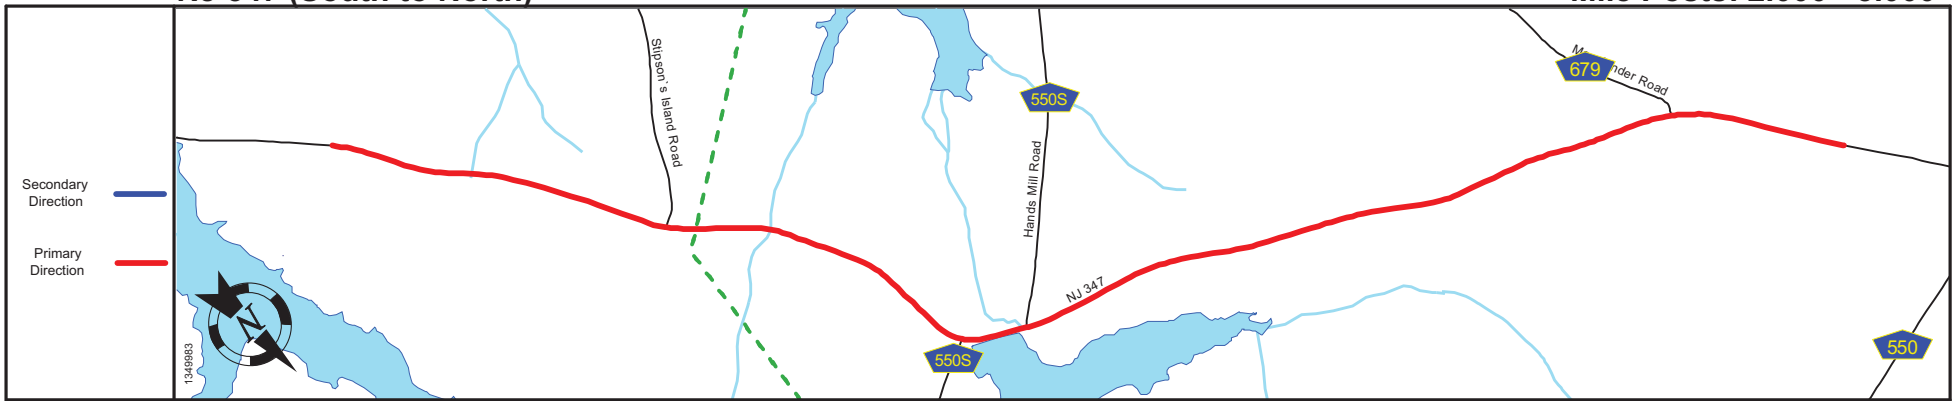 Secondary
Direction
Primary
Direction
Stipson`s Island Road
550S
Hands Mill Road
NJ 347
550S
679
Road
550
N
1349983